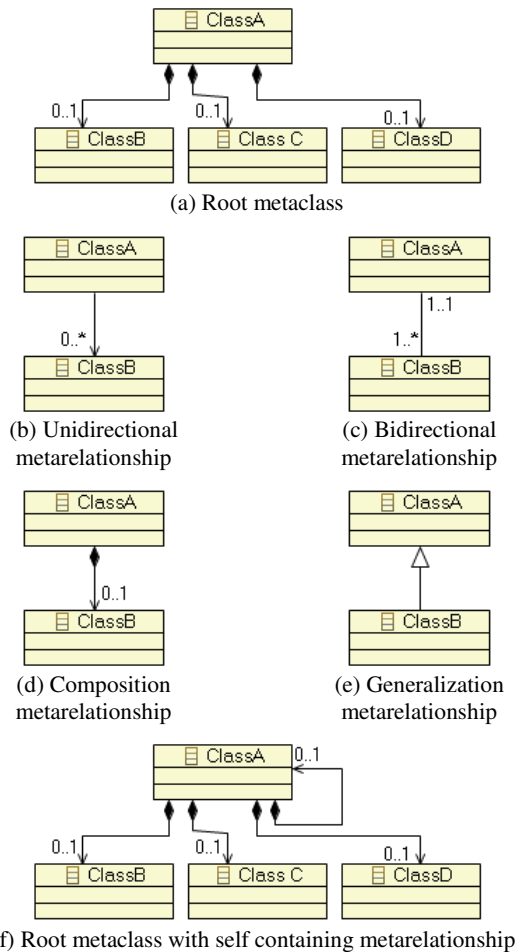 ClassA
0..1 0..1 0..1
ClassB Class C ClassD
(a) Root metaclass
ClassA ClassA
1..1
0..* 1..*
ClassB ClassB
(b) Unidirectional
metarelationship
(c) Bidirectional
metarelationship
ClassA ClassA
0..1
ClassB ClassB
(d) Composition
metarelationship
(e) Generalization
metarelationship
ClassA 0..1
0..1 0..1 0..1
ClassB Class C ClassD
f) Root metaclass with self containing metarelationship